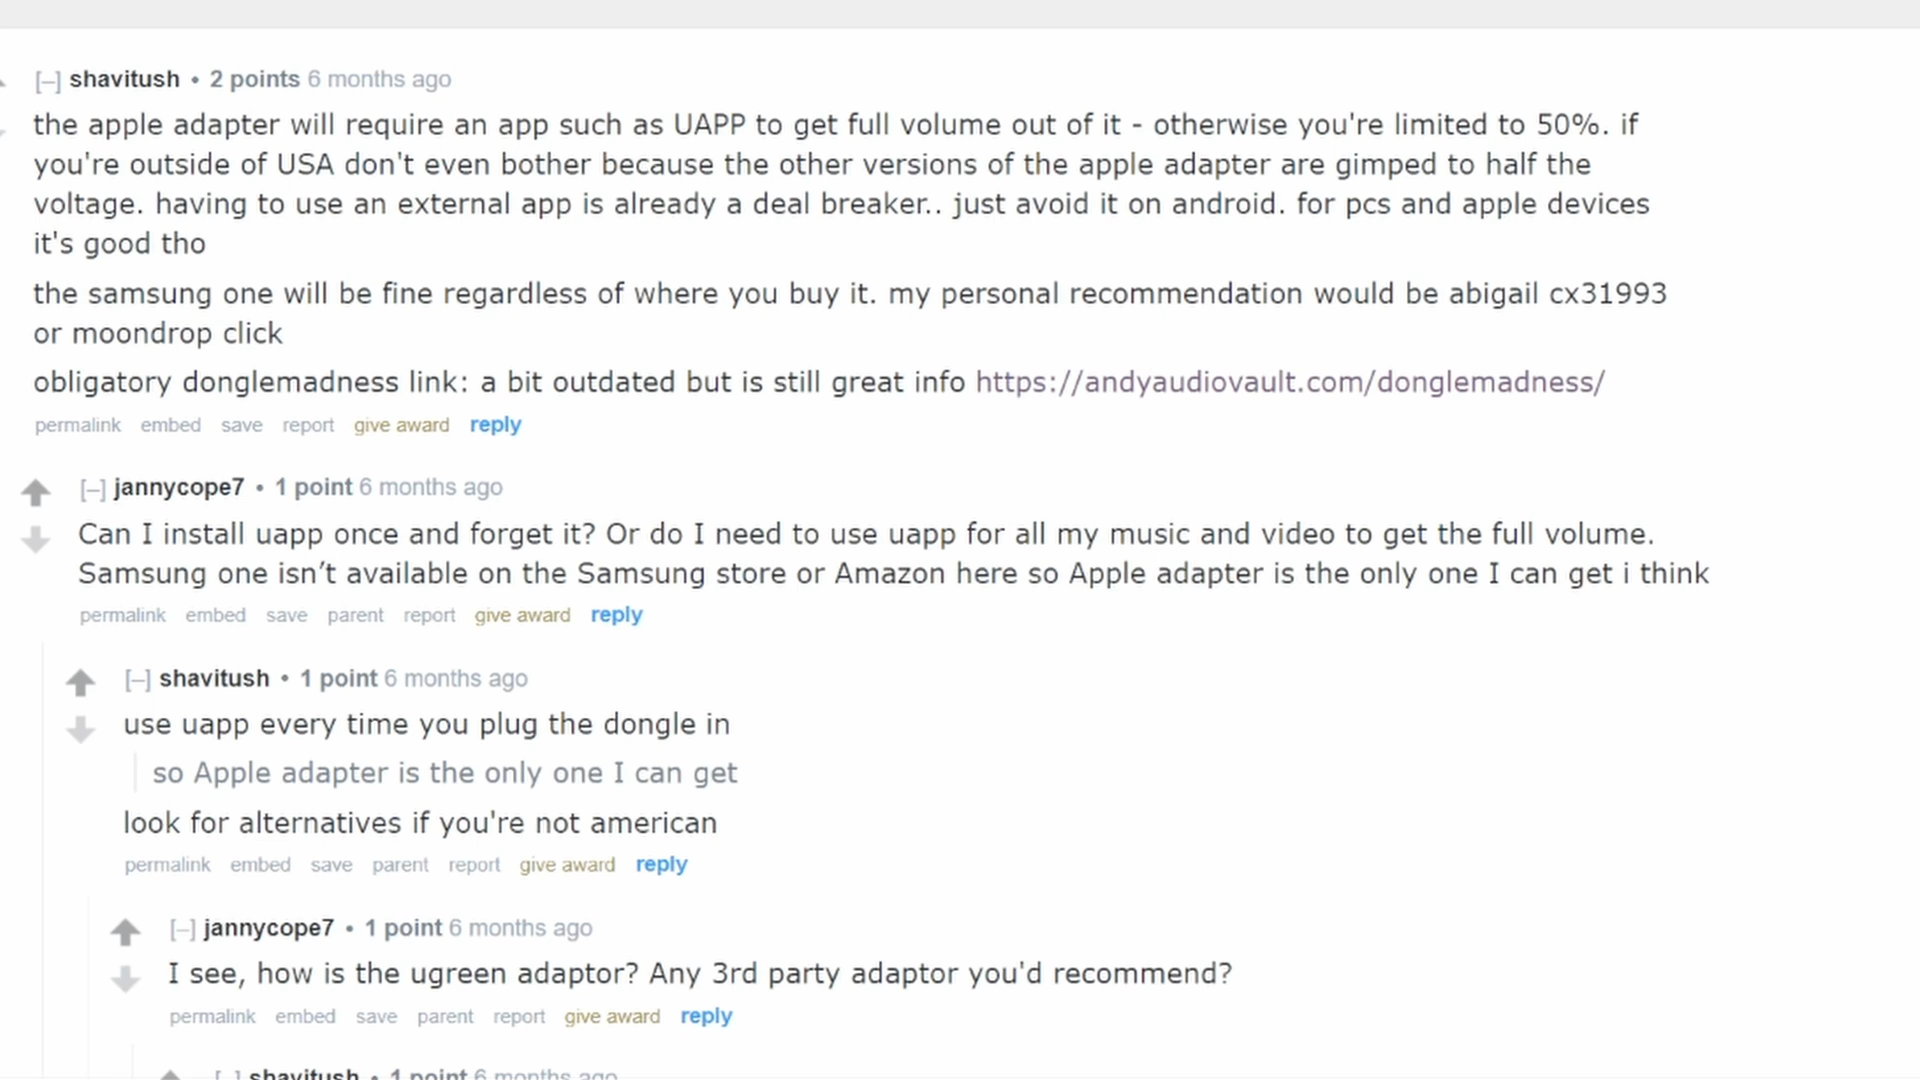 [–] shavitush • 2 points 6 months ago
the apple adapter will require an app such as UAPP to get full volume out of it - otherwise you're limited to 50%. if
you're outside of USA don't even bother because the other versions of the apple adapter are gimped to half the
voltage. having to use an external app is already a deal breaker.. just avoid it on android. for pcs and apple devices
it's good tho
the samsung one will be fine regardless of where you buy it. my personal recommendation would be abigail cx31993
or moondrop click
obligatory donglemadness link: a bit outdated but is still great info https://andyaudiovault.com/donglemadness/
permalink embed save report give award reply
[–] jannycope7 • 1 point 6 months ago
Can I install uapp once and forget it? Or do I need to use uapp for all my music and video to get the full volume.
Samsung one isn’t available on the Samsung store or Amazon here so Apple adapter is the only one I can get i think
permalink embed save parent report give award reply
[–] shavitush • 1 point 6 months ago
use uapp every time you plug the dongle in
so Apple adapter is the only one I can get
look for alternatives if you're not american
permalink embed save parent report give award reply
[–] jannycope7 • 1 point 6 months ago
I see, how is the ugreen adaptor? Any 3rd party adaptor you'd recommend?
permalink embed save parent report give award reply
[–] shavitush • 1 point 6 months ago